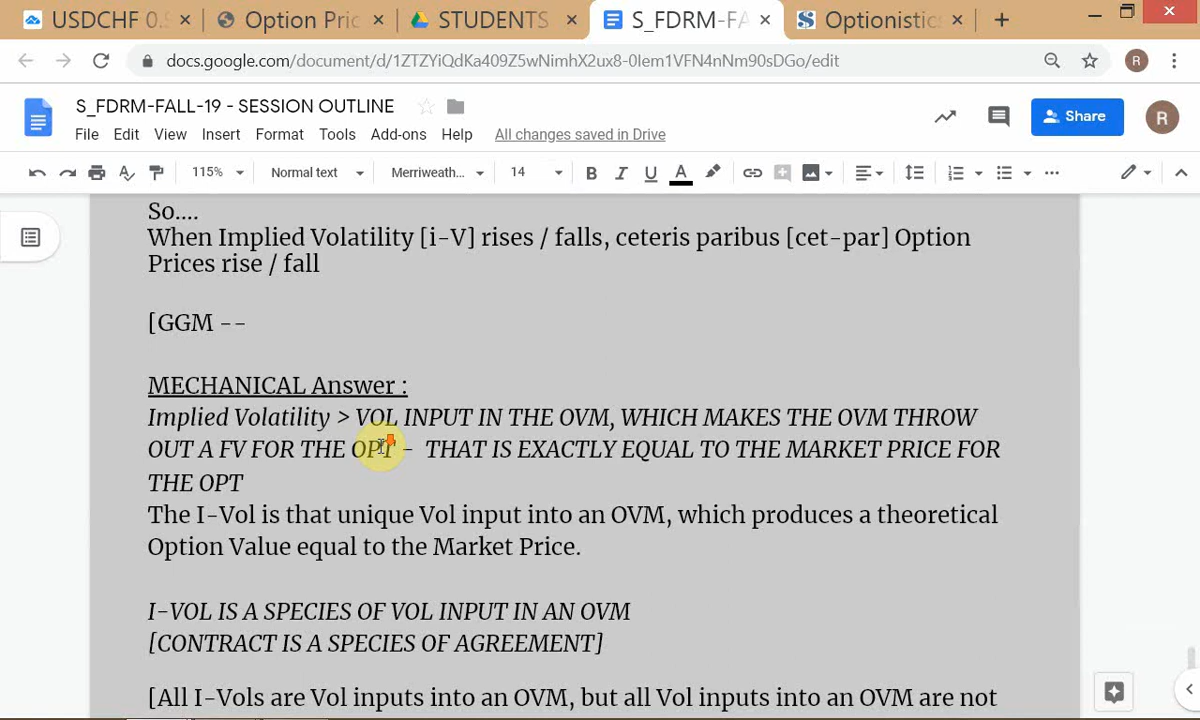 USDCHF 0.9
Option Pric
STUDENTS
S_FDRM-FA
Optionistic
docs.google.com/document/d/1ZTZYiQdKa409Z5wNimhX2ux8-0Iem1VFN4nNm90sDGo/edit
R
S_FDRM-FALL-19 - SESSION OUTLINE
File Edit View Insert Format Tools Add-ons Help All changes saved in Drive
Share
R
115% Normal text Merriweath... 14 B I U A
So....
When Implied Volatility [i-V] rises / falls, ceteris paribus [cet-par] Option
Prices rise / fall
[GGM --
MECHANICAL Answer :
Implied Volatility > VOL INPUT IN THE OVM, WHICH MAKES THE OVM THROW
OUT A FV FOR THE OPT - THAT IS EXACTLY EQUAL TO THE MARKET PRICE FOR
THE OPT
The I-Vol is that unique Vol input into an OVM, which produces a theoretical
Option Value equal to the Market Price.
I-VOL IS A SPECIES OF VOL INPUT IN AN OVM
[CONTRACT IS A SPECIES OF AGREEMENT]
[All I-Vols are Vol inputs into an OVM, but all Vol inputs into an OVM are not